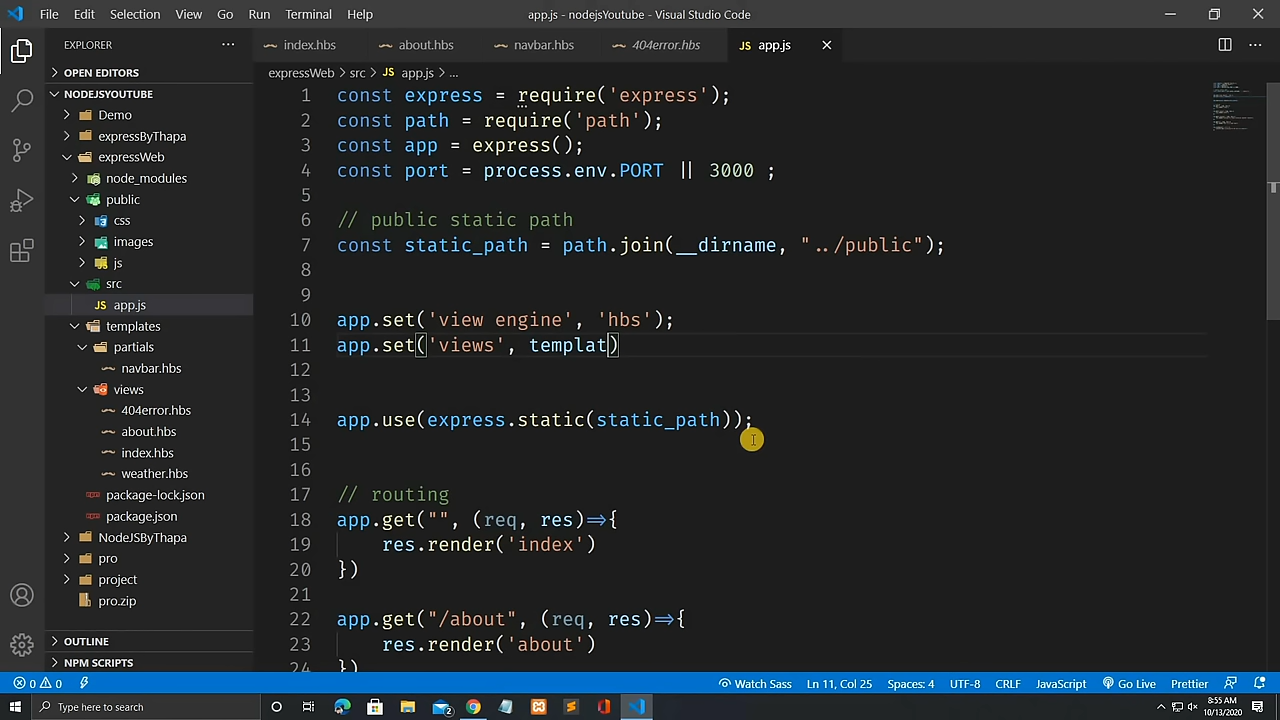 File Edit Selection View Go Run Terminal Help
app.js - nodejsYoutube - Visual Studio Code
EXPLORER
index.hbs
about.hbs
navbar.hbs
404error.hbs
JS app.js
OPEN EDITORS
NODEJSYOUTUBE
Demo
expressByThapa
expressWeb
node_modules
public
css
images
js
src
JS app.js
templates
partials
navbar.hbs
views
404error.hbs
about.hbs
index.hbs
weather.hbs
package-lock.json
package.json
NodeJSByThapa
pro
project
pro.zip
OUTLINE
NPM SCRIPTS
expressWeb > src > JS app.js > ...
1 const express = require('express');
2 const path = require('path');
3 const app = express();
4 const port = process.env.PORT || 3000 ;
5
6 // public static path
7 const static_path = path.join(__dirname, "../public");
8
9
10 app.set('view engine', 'hbs');
11 app.set('views', templat)
12
13
14 app.use(express.static(static_path));
15
16
17 // routing
18 app.get("", (req, res)=>{
19 res.render('index')
20 })
21
22 app.get("/about", (req, res)=>{
23 res.render('about')
24 })
0 0 Watch Sass Ln 11, Col 25 Spaces: 4 UTF-8 CRLF JavaScript Go Live Prettier
Type here to search
2
8:55 AM
10/13/2020